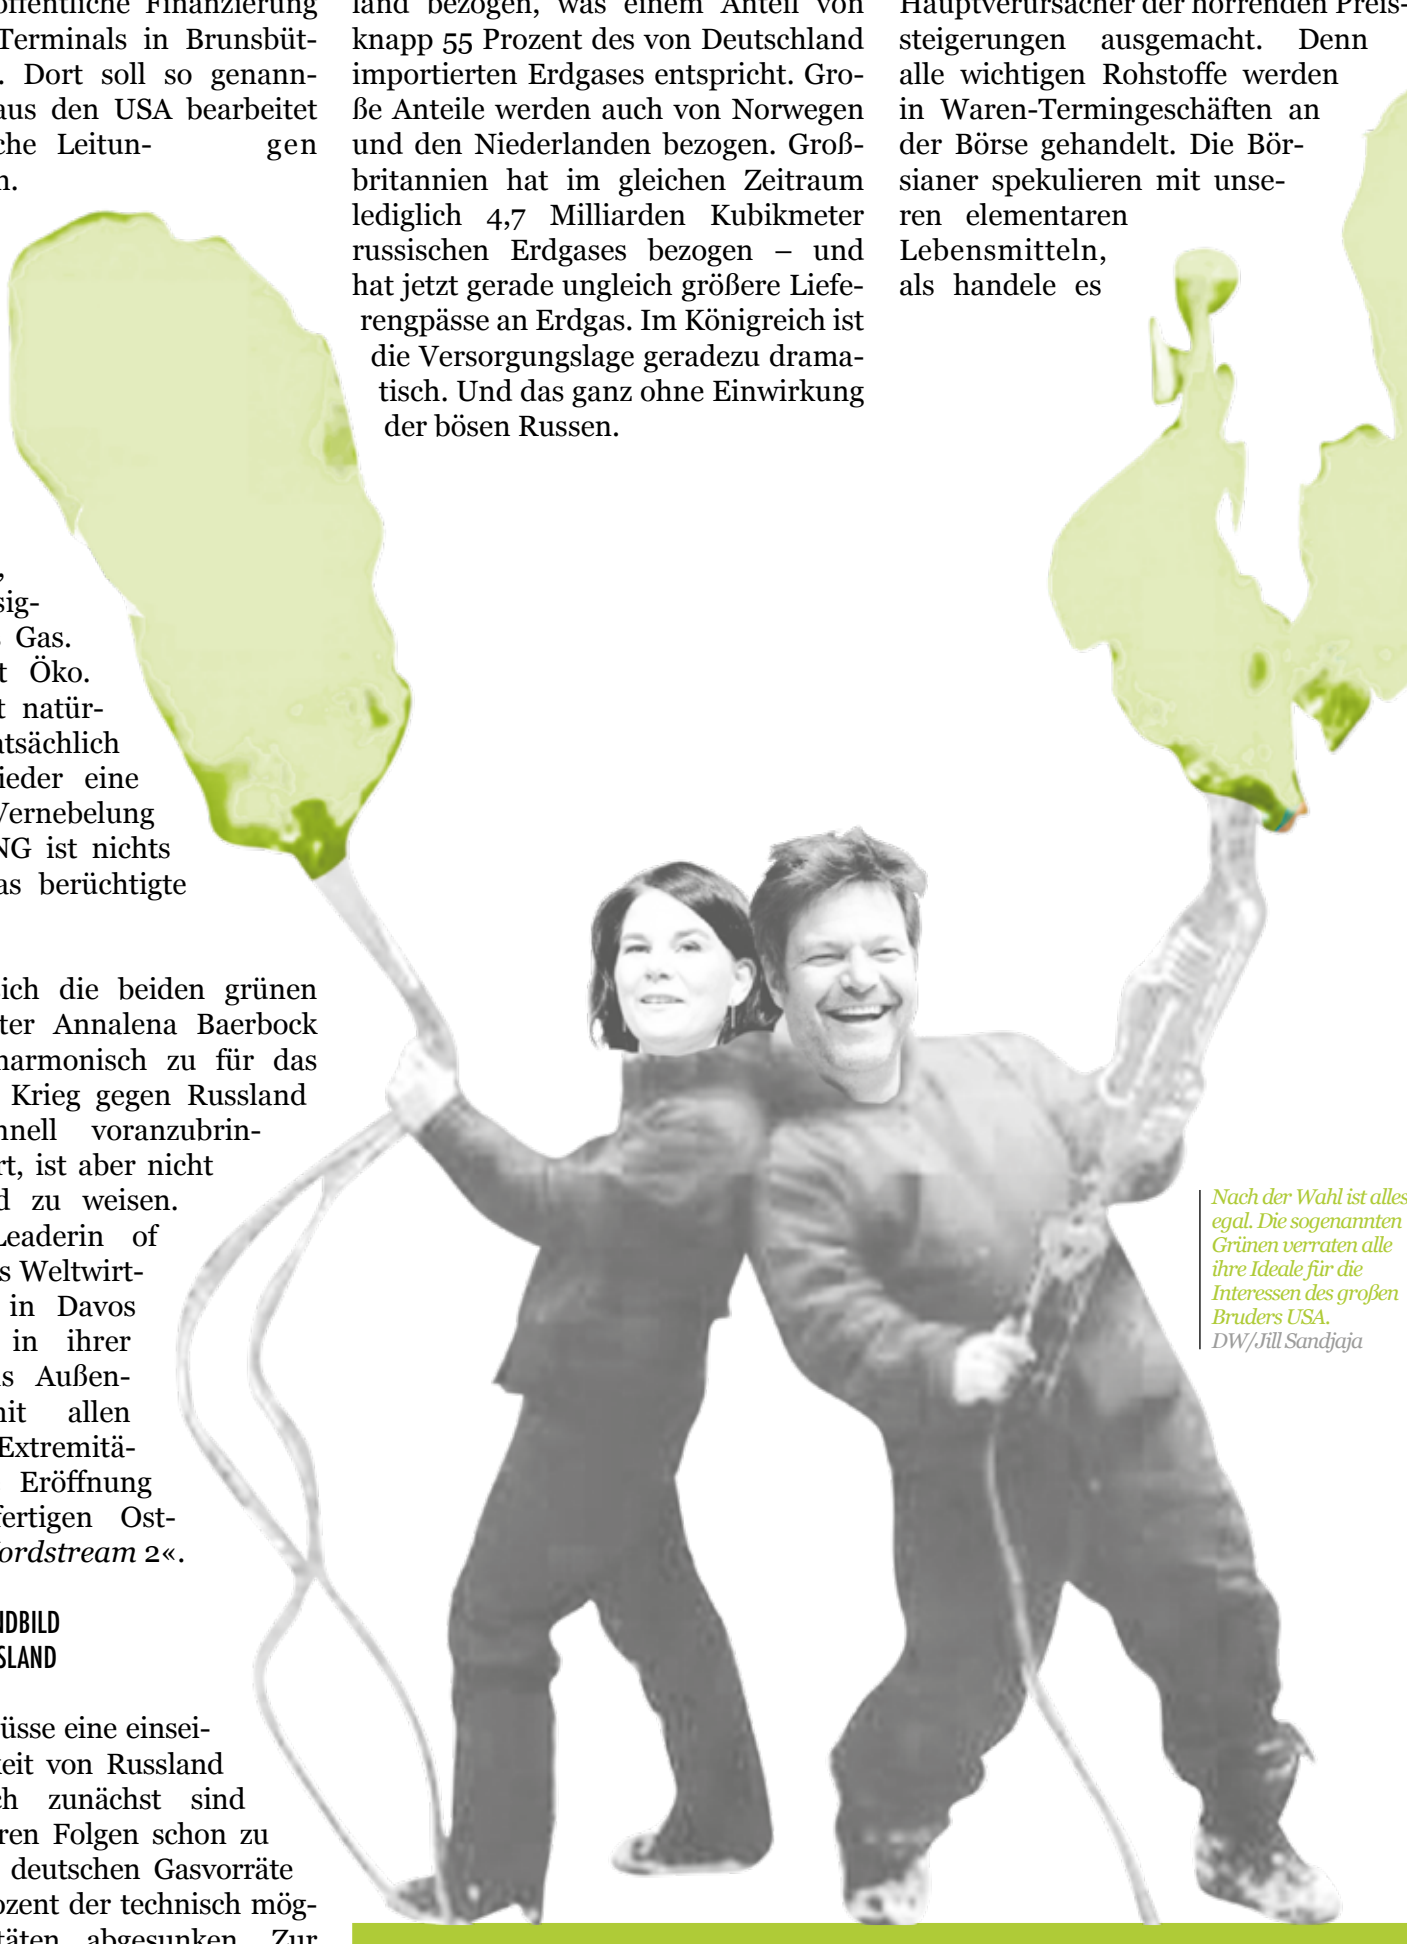 öffentliche Finanzierung
Terminals in Brunsbüt-
. Dort soll so genann-
aus den USA bearbeitet
che Leitun- gen
n.
,
sig-
Gas.
t Öko.
t natür-
atsächlich
ieder eine
Vernebelung
NG ist nichts
as berüchtigte
ich die beiden grünen
ter Annalena Baerbock
harmonisch zu für das
Krieg gegen Russland
hnell voranzubrin-
rt, ist aber nicht
d zu weisen.
Leaderin of
s Weltwirt-
in Davos
in ihrer
ls Außen-
mit allen
Extremitä-
Eröffnung
fertigen Ost-
ordstream 2«.
NDBILD
SLAND
üsse eine einsei-
keit von Russland
ch zunächst sind
ren Folgen schon zu
deutschen Gasvorräte
ozent der technisch mög-
täten abgesunken. Zur
land bezogen, was einem Anteil von
knapp 55 Prozent des von Deutschland
importierten Erdgases entspricht. Gro-
ße Anteile werden auch von Norwegen
und den Niederlanden bezogen. Groß-
britannien hat im gleichen Zeitraum
lediglich 4,7 Milliarden Kubikmeter
russischen Erdgases bezogen – und
hat jetzt gerade ungleich größere Liefe-
rengpässe an Erdgas. Im Königreich ist
die Versorgungslage geradezu drama-
tisch. Und das ganz ohne Einwirkung
der bösen Russen.
Hauptverursacher der horrenden Preis-
steigerungen ausgemacht. Denn
alle wichtigen Rohstoffe werden
in Waren-Termingeschäften an
der Börse gehandelt. Die Bör-
sianer spekulieren mit unse-
ren elementaren
Lebensmitteln,
als handele es
Nach der Wahl ist alles
egal. Die sogenannten
Grünen verraten alle
ihre Ideale für die
Interessen des großen
Bruders USA.
DW/Jill Sandjaja